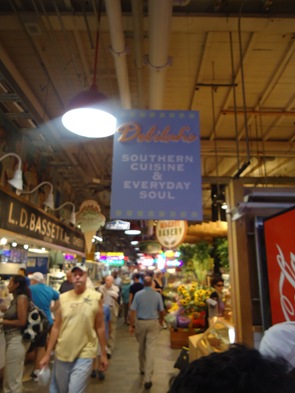 Delilah's
SOUTHERN
CUISINE
&
EVERYDAY
SOUL
L.D.BASSETT
BAKERY